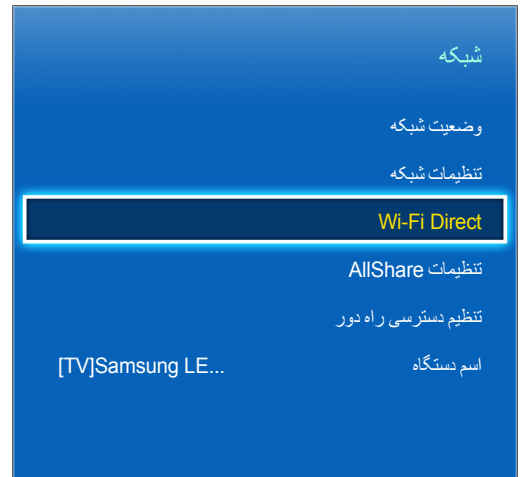 شبکه
وضعیت شبکه
تنظیمات شبکه
Wi-Fi Direct
تنظیمات AllShare
تنظیم دسترسی راه دور
اسم دستگاه [TV]Samsung LE...